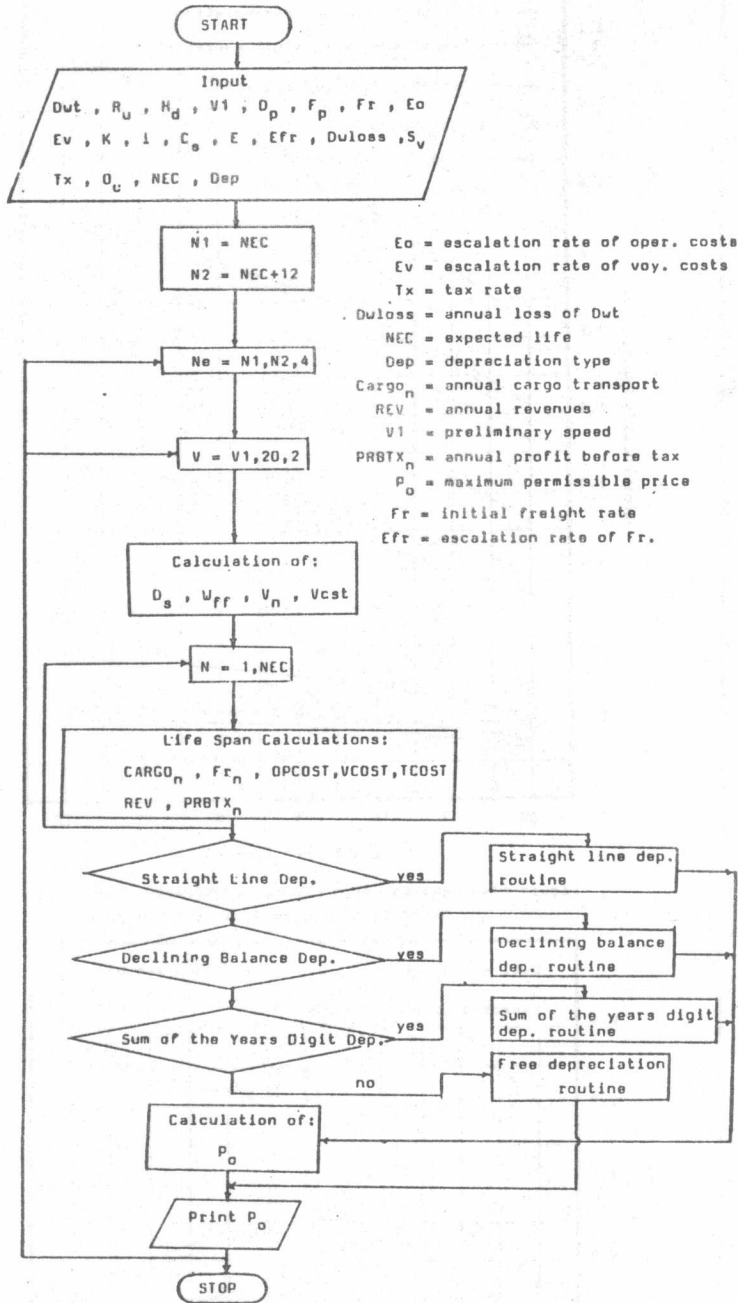 START
Input
Dwt , R_u , H_d , V1 , D_p , F_p , Fr , Eo
Ev , K , i , C_s , E , Efr , Dwloss , S_v
Tx , O_c , NEC , Dep
N1 = NEC
N2 = NEC+12
Eo = escalation rate of oper. costs
Ev = escalation rate of voy. costs
Tx = tax rate
Dwloss = annual loss of Dwt
NEC = expected life
Dep = depreciation type
Cargo_n = annual cargo transport
REV = annual revenues
V1 = preliminary speed
PRBTX_n = annual profit before tax
P_o = maximum permissible price
Fr = initial freight rate
Efr = escalation rate of Fr.
Ne = N1,N2,4
V = V1,20,2
Calculation of:
D_s , W_ff , V_n , Vcst
N = 1,NEC
Life Span Calculations:
CARGO_n , Fr_n , OPCOST,VCOST,TCOST
REV , PRBTX_n
Straight Line Dep.
yes
Straight line dep.
routine
Declining Balance Dep.
yes
Declining balance
dep. routine
Sum of the Years Digit Dep.
yes
Sum of the years digit
dep. routine
no
Free depreciation
routine
Calculation of:
P_o
Print P_o
STOP